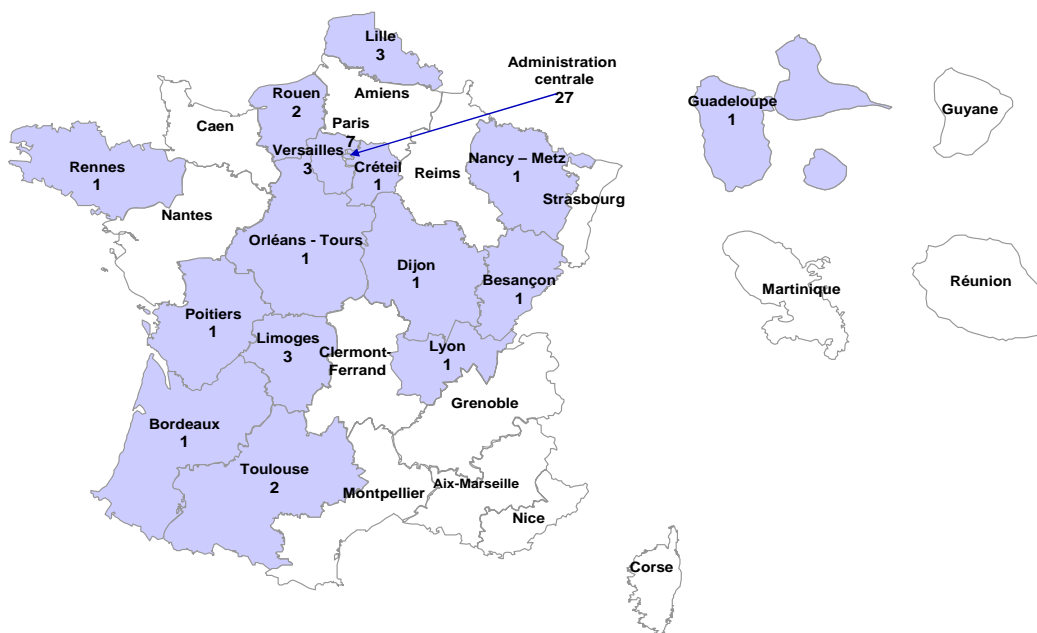 Lille
3
Administration
centrale
27
Rouen
2
Amiens
Caen
Paris
7
Versailles
3
Créteil
1
Reims
Nancy – Metz
1
Strasbourg
Rennes
1
Nantes
Orléans - Tours
1
Dijon
1
Besançon
1
Poitiers
1
Limoges
3
Clermont-
Ferrand
Lyon
1
Grenoble
Bordeaux
1
Toulouse
2
Montpellier
Aix-Marseille
Nice
Corse
Guadeloupe
1
Guyane
Martinique
Réunion